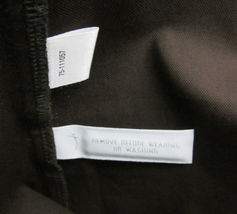 75-111057
REMOVE BEFORE WEARING
OR WASHING